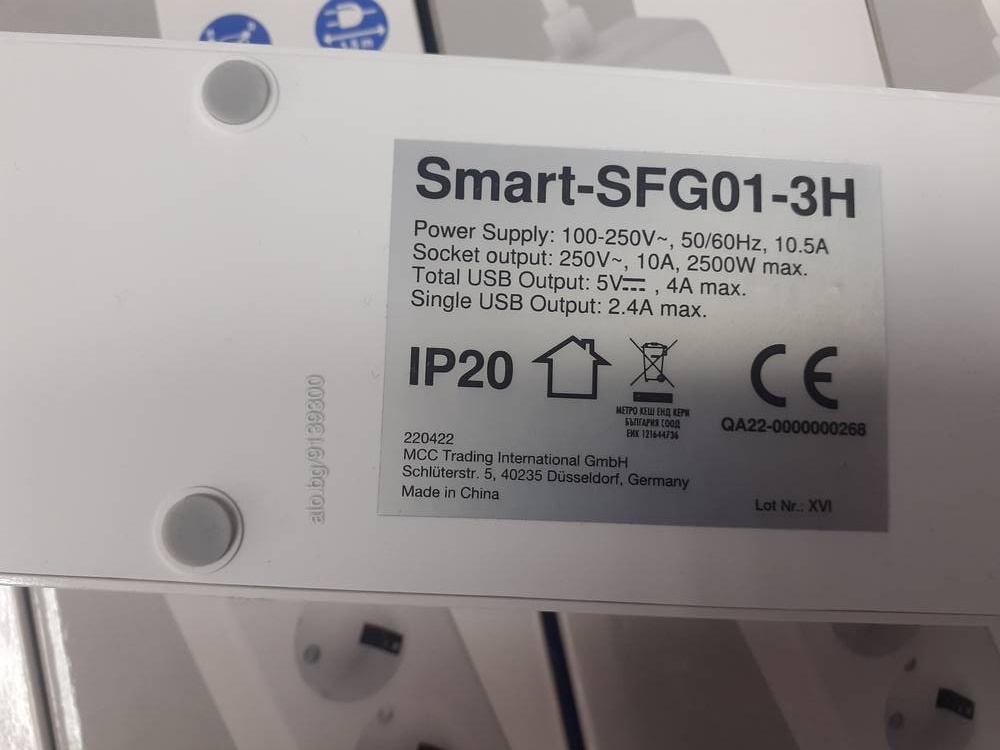 Smart-SFG01-3H
Power Supply: 100-250V~, 50/60Hz, 10.5A
Socket output: 250V~, 10A, 2500W max.
Total USB Output: 5V⎓ , 4A max.
Single USB Output: 2.4A max.
IP20
CE
МЕТРО КЕШ ЕНД КЕРИ
БЪЛГАРИЯ ЕООД
ЕИК 121644736
QA22-0000000268
220422
MCC Trading International GmbH
Schlüterstr. 5, 40235 Düsseldorf, Germany
Made in China
Lot Nr.: XVI
alo.bg/9139800